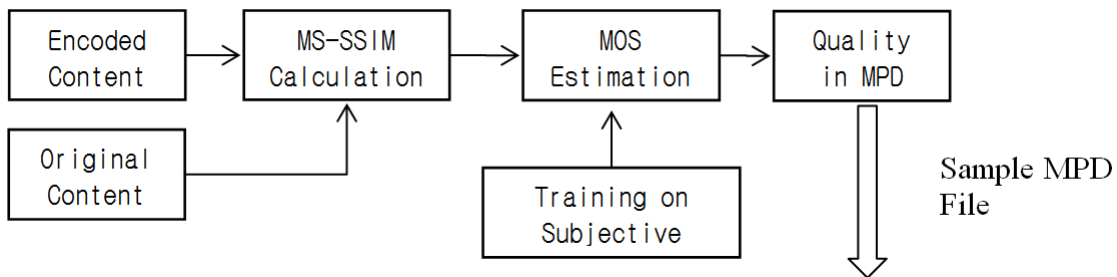 Encoded
Content
MS-SSIM
Calculation
MOS
Estimation
Quality
in MPD
Original
Content
Training on
Subjective
Sample MPD
File